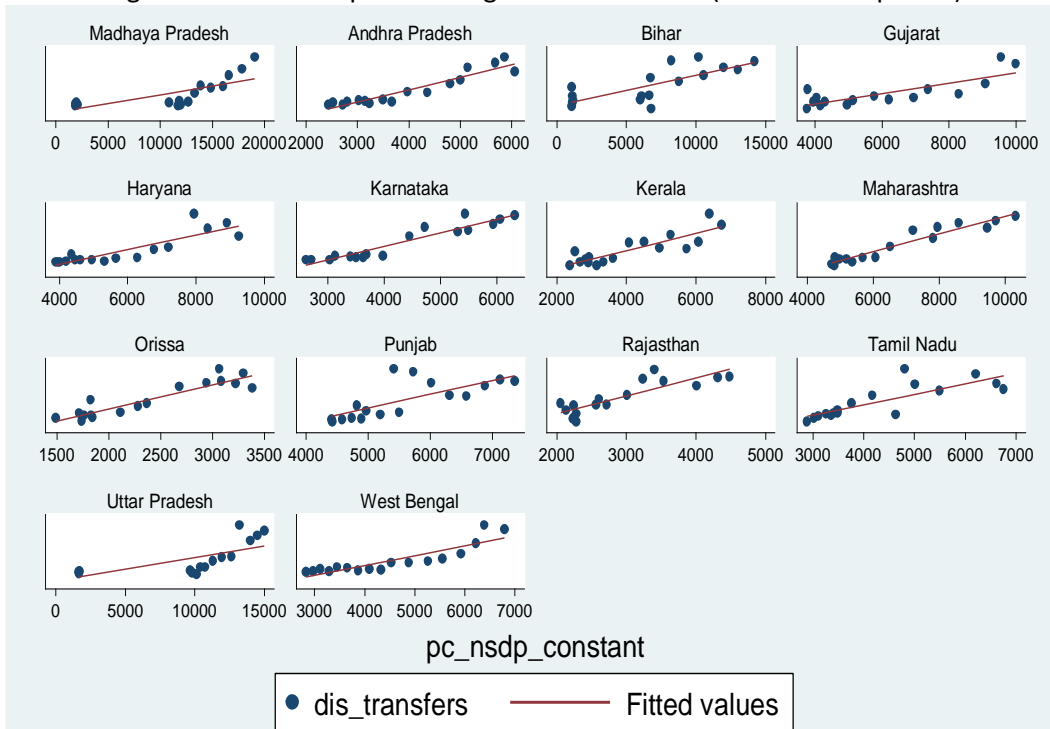 Madhaya Pradesh Andhra Pradesh Bihar Gujarat
0 5000 10000 15000 20000 2000 3000 4000 5000 6000 0 5000 10000 15000 4000 6000 8000 10000
Haryana Karnataka Kerala Maharashtra
4000 6000 8000 10000 3000 4000 5000 6000 2000 4000 6000 8000 4000 6000 8000 10000
Orissa Punjab Rajasthan Tamil Nadu
1500 2000 2500 3000 3500 4000 5000 6000 7000 2000 3000 4000 5000 3000 4000 5000 6000 7000
Uttar Pradesh West Bengal
0 5000 10000 15000 3000 4000 5000 6000 7000
pc_nsdp_constant
dis_transfers Fitted values